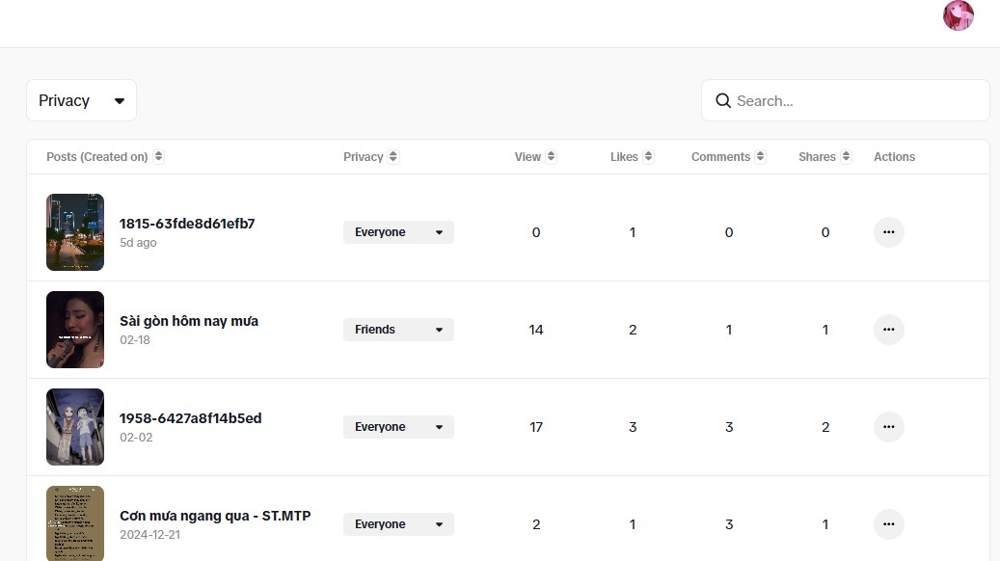 Privacy
Search...
Posts (Created on) Privacy View Likes Comments Shares Actions
1815-63fde8d61efb7
5d ago
Everyone 0 1 0 0
Sài gòn hôm nay mưa
02-18
Friends 14 2 1 1
1958-6427a8f14b5ed
02-02
Everyone 17 3 3 2
Cơn mưa ngang qua - ST.MTP
2024-12-21
Everyone 2 1 3 1